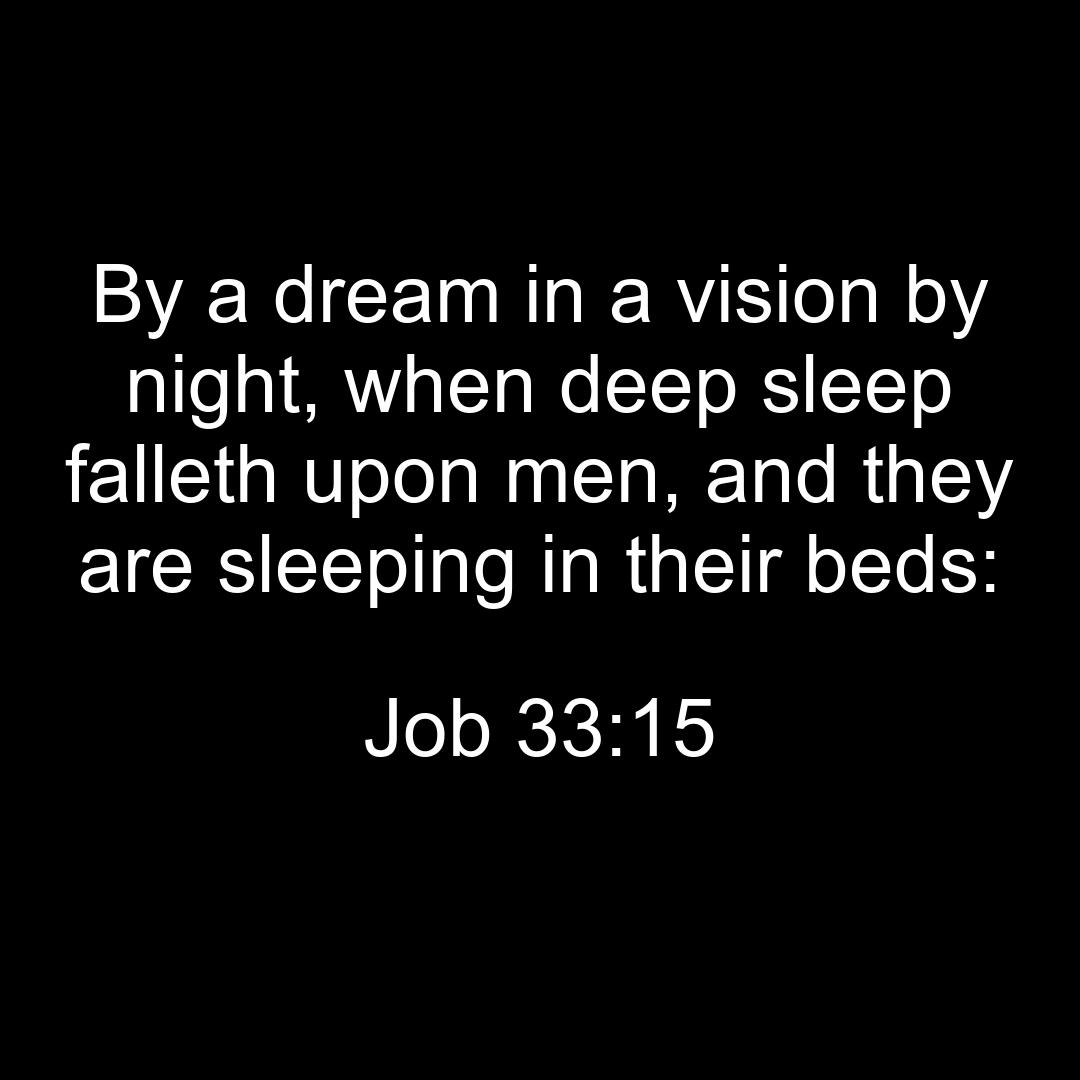 By a dream in a vision by
night, when deep sleep
falleth upon men, and they
are sleeping in their beds:
Job 33:15